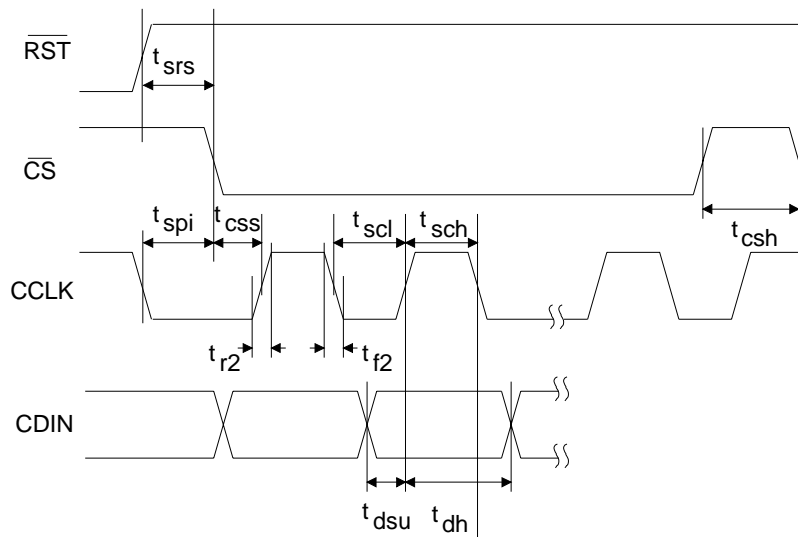 RST
t srs
CS
t spi
t css
t scl
t sch
t csh
CCLK
t r2
t f2
CDIN
t dsu
t dh